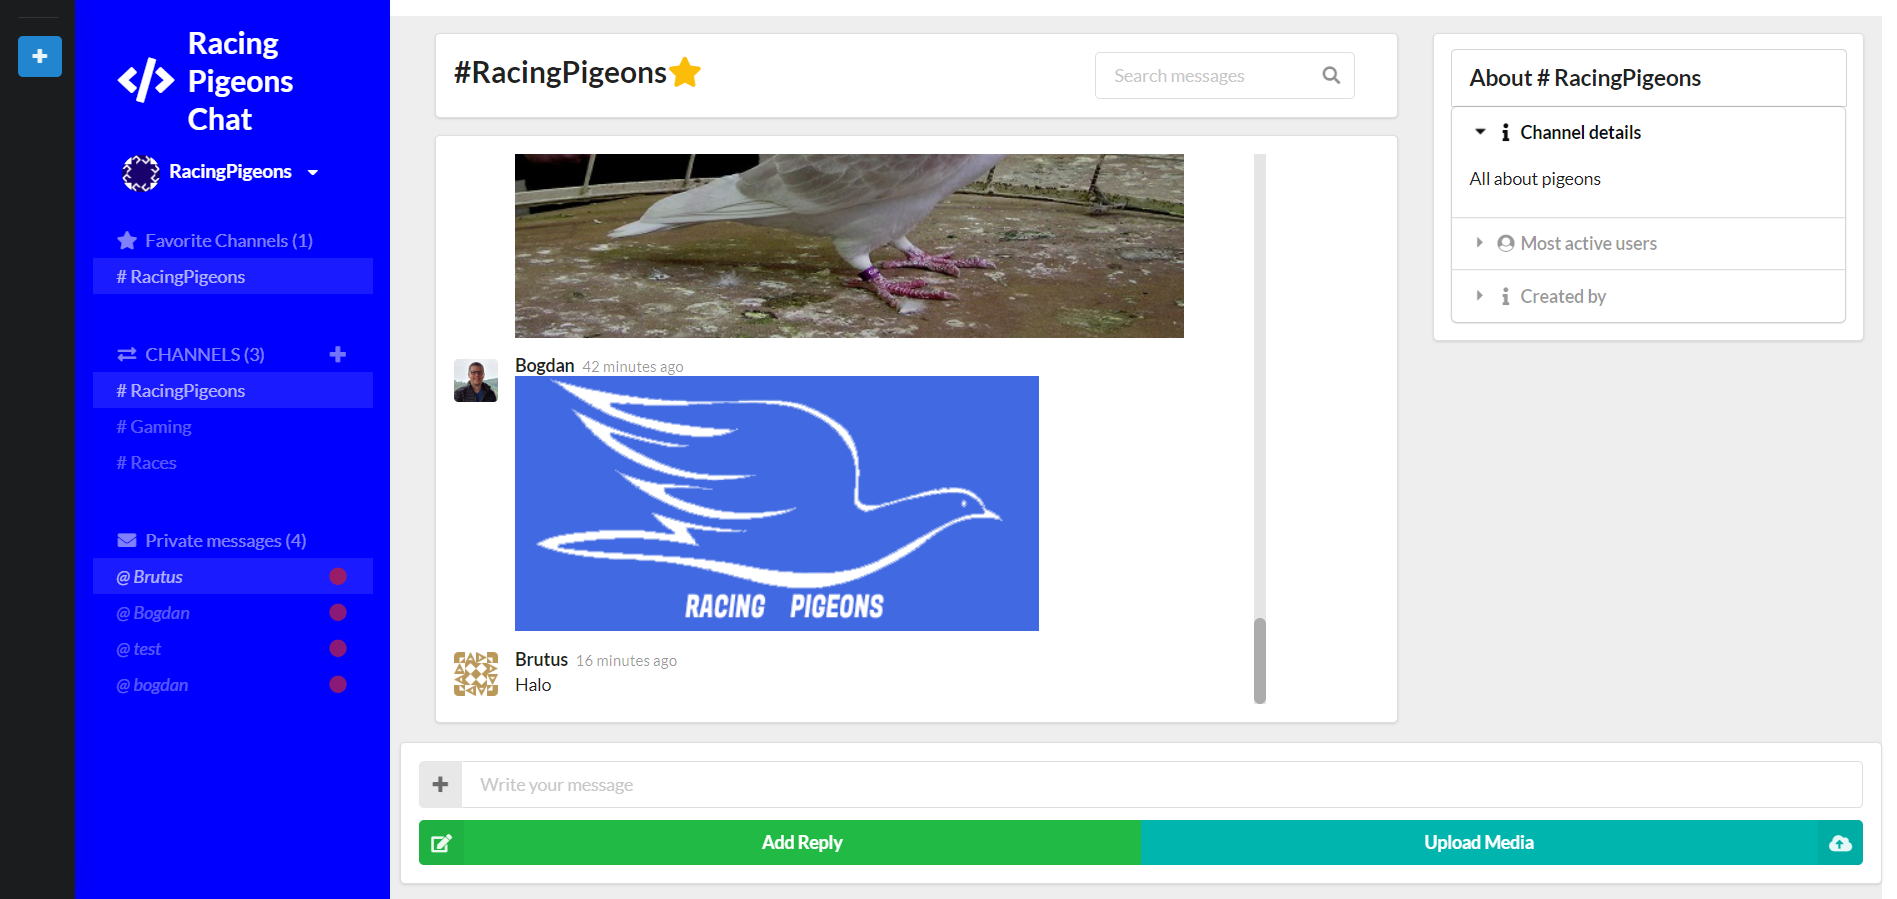 Racing
Pigeons
Chat
RacingPigeons
Favorite Channels (1)
# RacingPigeons
CHANNELS (3)
# RacingPigeons
# Gaming
# Races
Private messages (4)
@ Brutus
@ Bogdan
@ test
@ bogdan
#RacingPigeons
Search messages
Bogdan 42 minutes ago
RACING PIGEONS
Brutus 16 minutes ago
Halo
Write your message
Add Reply
Upload Media
About # RacingPigeons
Channel details
All about pigeons
Most active users
Created by